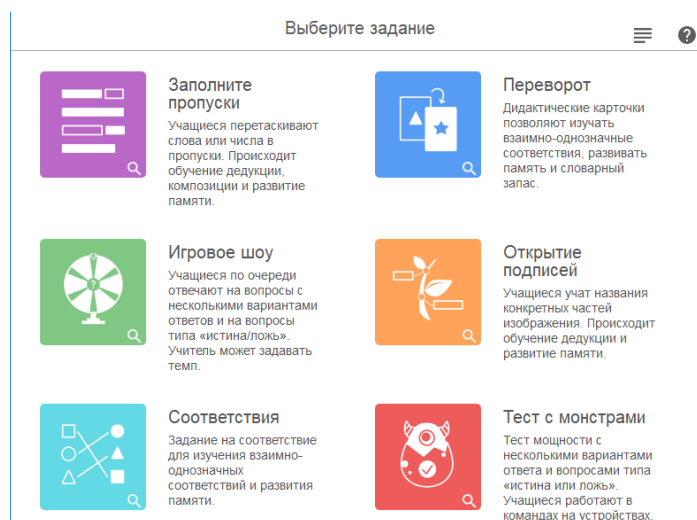 Выберите задание
Заполните
пропуски
Учащиеся перетаскивают
слова или числа в
пропуски. Происходит
обучение дедукции,
композиции и развитие
памяти.
Переворот
Дидактические карточки
позволяют изучать
взаимно-однозначные
соответствия, развивать
память и словарный
запас.
Игровое шоу
Учащиеся по очереди
отвечают на вопросы с
несколькими вариантами
ответов и на вопросы
типа «истина/ложь».
Учитель может задавать
темп.
Открытие
подписей
Учащиеся учат названия
конкретных частей
изображения. Происходит
обучение дедукции и
развитие памяти.
Соответствия
Задание на соответствие
для изучения взаимно-
однозначных
соответствий и развития
памяти.
Тест с монстрами
Тест мощности с
несколькими вариантами
ответа и вопросами типа
«истина или ложь».
Учащиеся работают в
командах на устройствах.